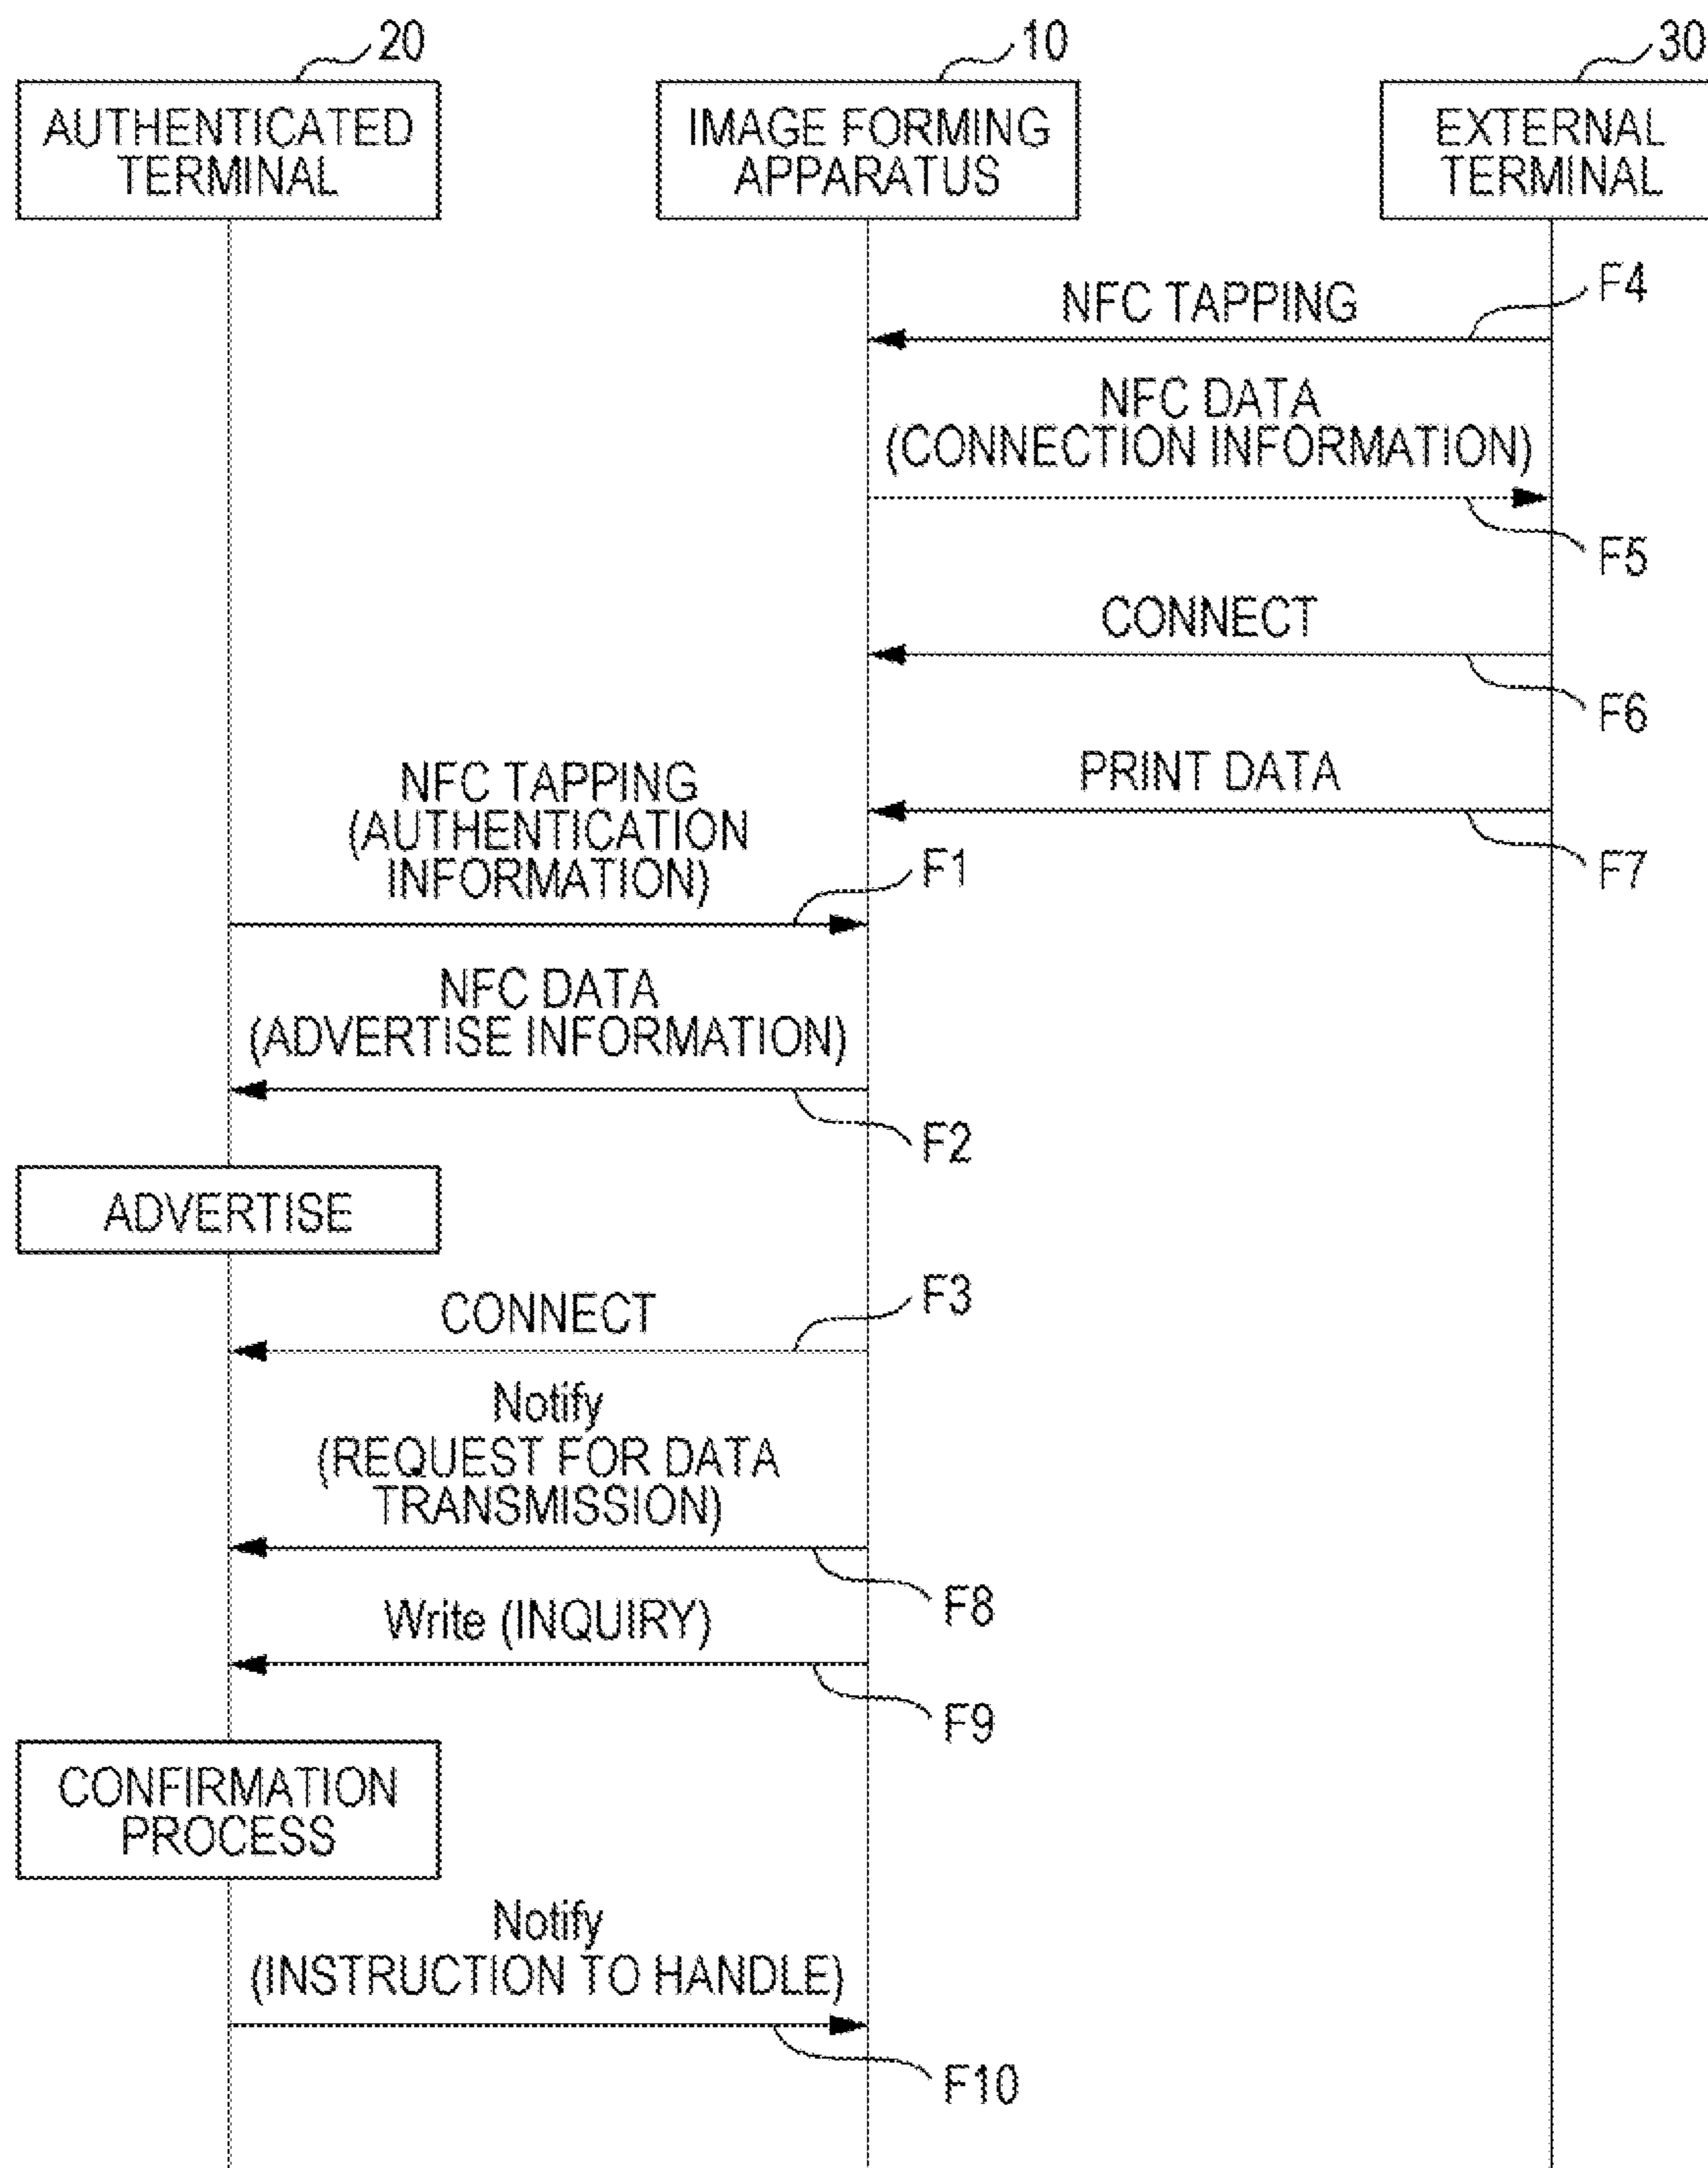 20
10
30
AUTHENTICATED
TERMINAL
IMAGE FORMING
APPARATUS
EXTERNAL
TERMINAL
F4
NFC TAPPING
NFC DATA
(CONNECTION INFORMATION)
F5
CONNECT
F6
PRINT DATA
F7
NFC TAPPING
(AUTHENTICATION
INFORMATION)
F1
NFC DATA
(ADVERTISE INFORMATION)
F2
ADVERTISE
CONNECT
F3
Notify
(REQUEST FOR DATA
TRANSMISSION)
F8
Write (INQUIRY)
F9
CONFIRMATION
PROCESS
Notify
(INSTRUCTION TO HANDLE)
F10